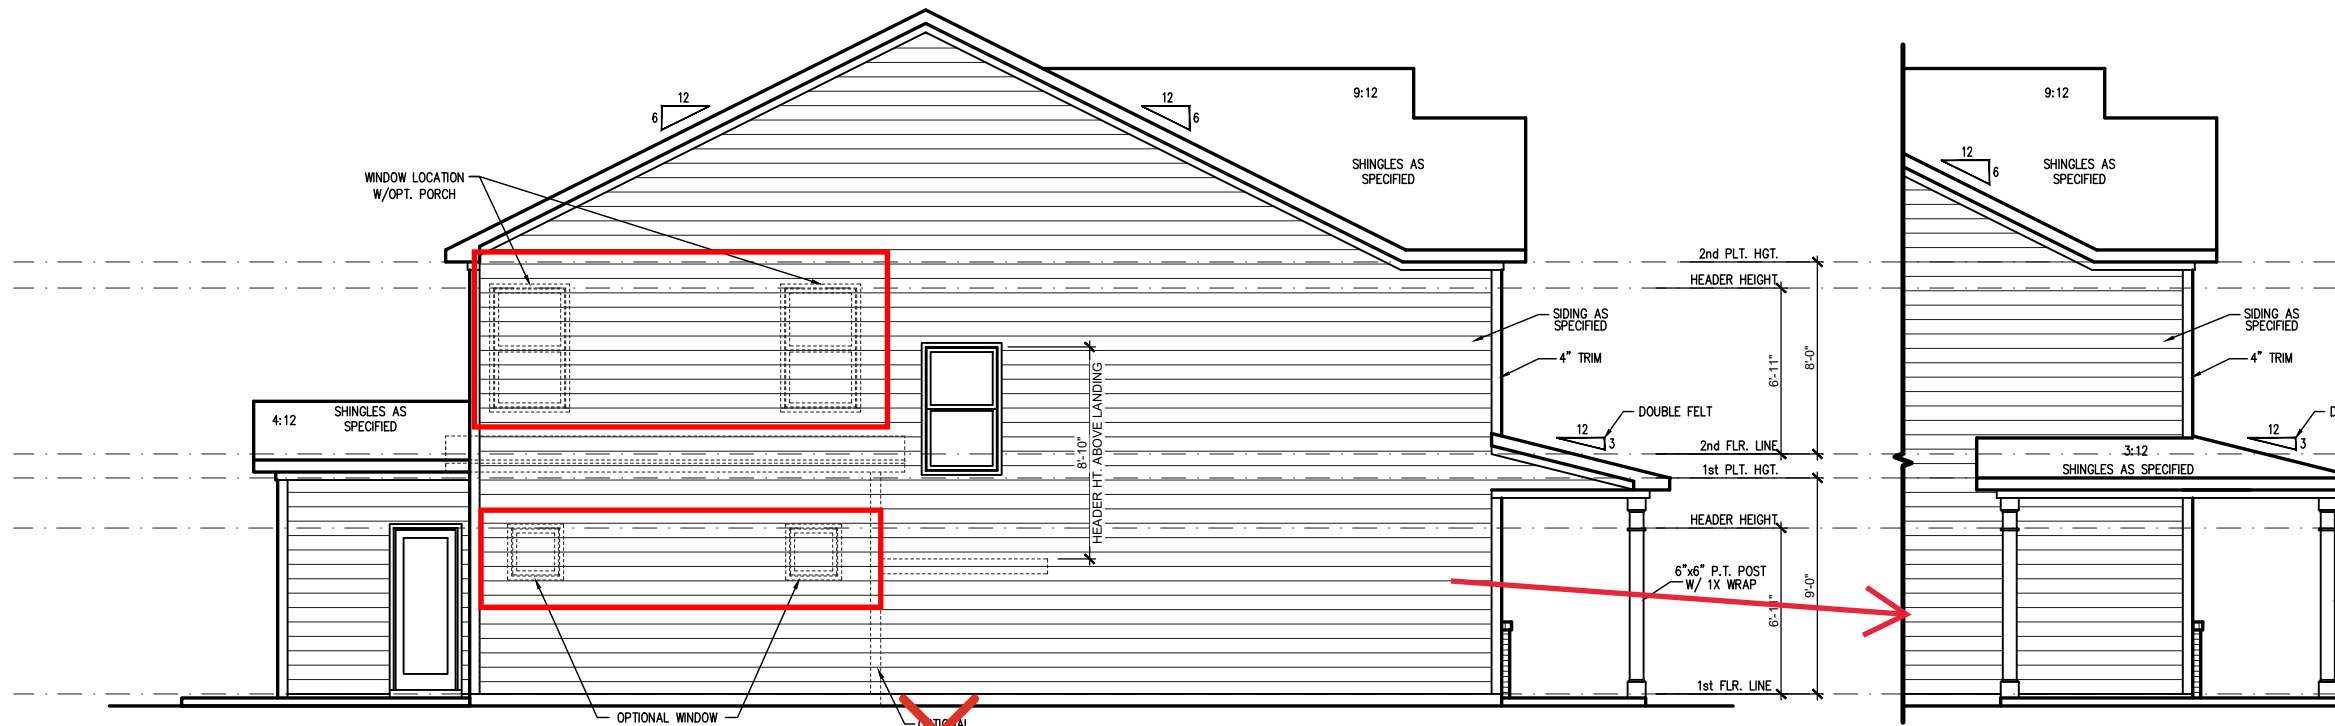 12
6
12
6
9:12
SHINGLES AS
SPECIFIED
WINDOW LOCATION
W/OPT. PORCH
2nd PLT. HGT.
HEADER HEIGHT
SIDING AS
SPECIFIED
4" TRIM
6'-11"
8'-0"
HEADER HT. ABOVE LANDING
8'-10"
4:12
SHINGLES AS
SPECIFIED
DOUBLE FELT
12
3
2nd FLR. LINE
1st PLT. HGT.
HEADER HEIGHT
6"x6" P.T. POST
W/ 1X WRAP
9'-0"
1st FLR. LINE
OPTIONAL WINDOW
9:12
12
6
SHINGLES AS
SPECIFIED
SIDING AS
SPECIFIED
4" TRIM
D
12
3
3:12
SHINGLES AS SPECIFIED